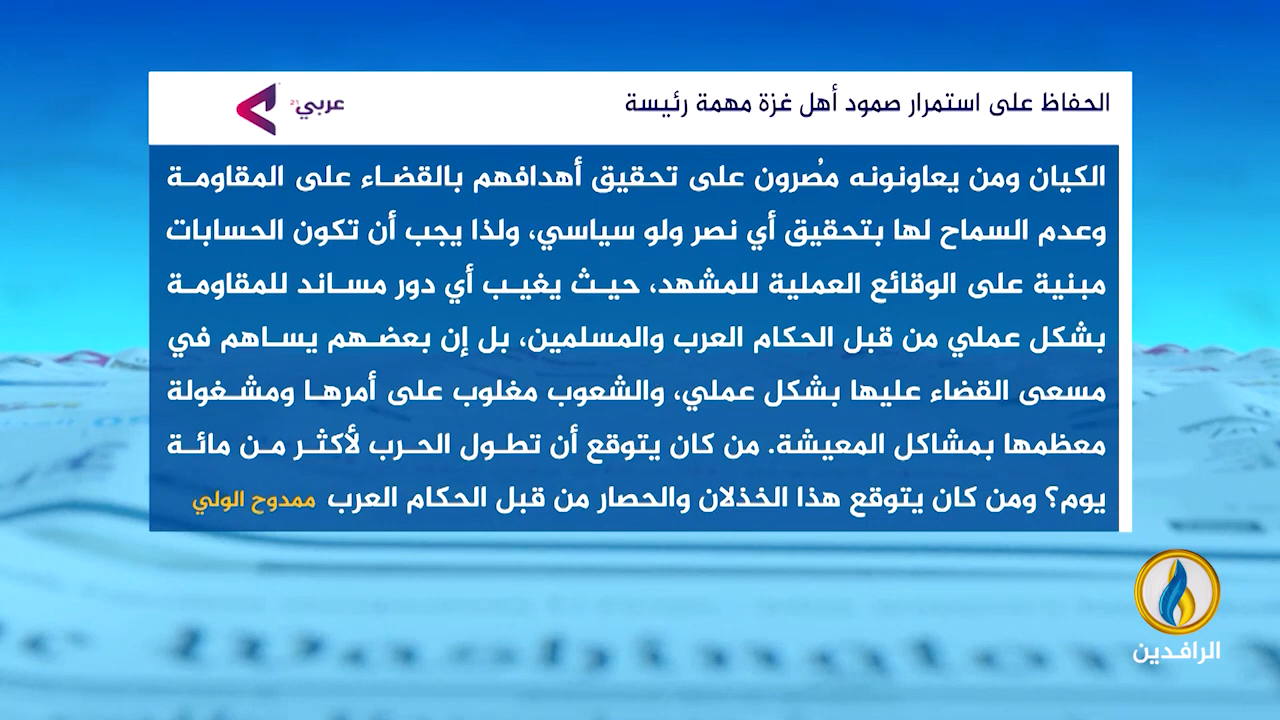 الحفاظ على استمرار صمود أهل غزة مهمة رئيسة
عربي21
الكيان ومن يعاونونه مصُرون على تحقيق أهدافهم بالقضاء على المقاومة
وعدم السماح لها بتحقيق أي نصر ولو سياسي، ولذا يجب أن تكون الحسابات
مبنية على الوقائع العملية للمشهد، حيث يغيب أي دور مساند للمقاومة
بشكل عملي من قبل الحكام العرب والمسلمين، بل إن بعضهم يساهم في
مسعى القضاء عليها بشكل عملي، والشعوب مغلوب على أمرها ومشغولة
معظمها بمشاكل المعيشة. من كان يتوقع أن تطول الحرب لأكثر من مائة
يوم؟ ومن كان يتوقع هذا الخذلان والحصار من قبل الحكام العرب ممدوح الولي
الرافدين